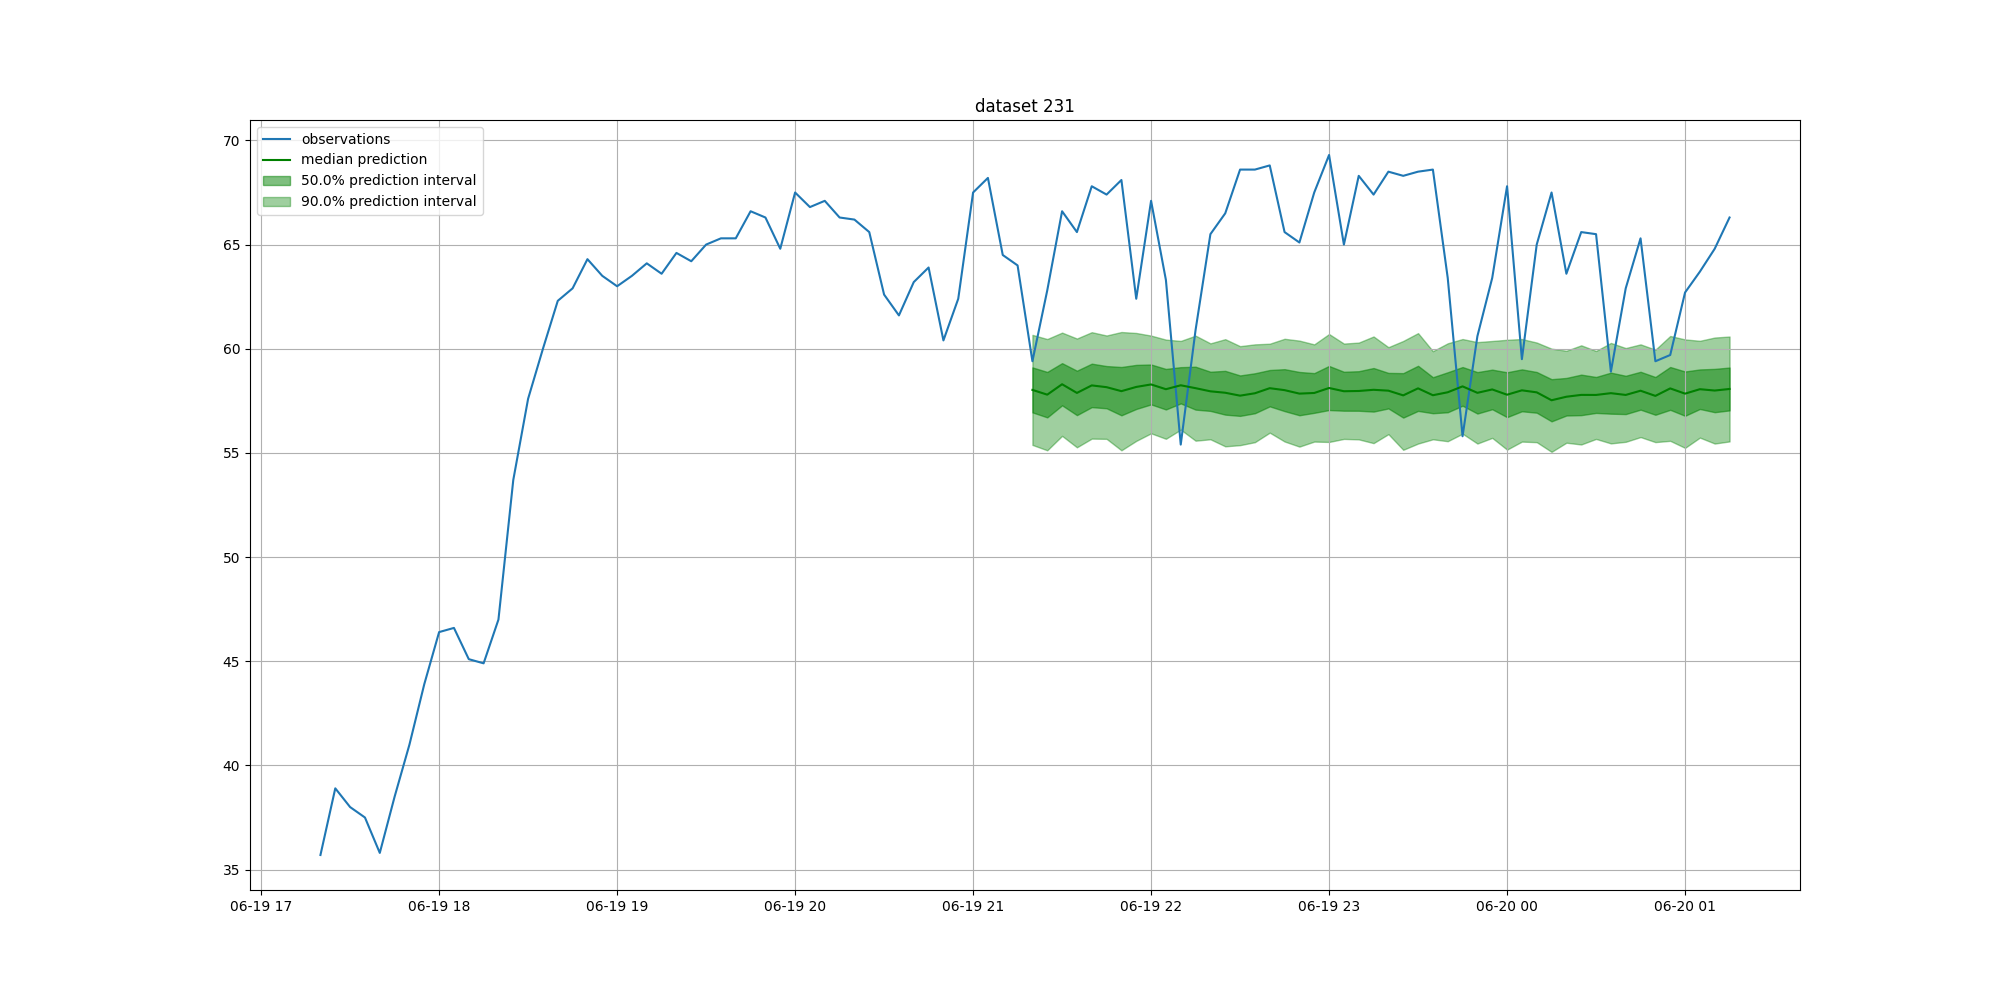 dataset 231
observations
median prediction
50.0% prediction interval
90.0% prediction interval
70
65
60
55
50
45
40
35
06-19 17 06-19 18 06-19 19 06-19 20 06-19 21 06-19 22 06-19 23 06-20 00 06-20 01